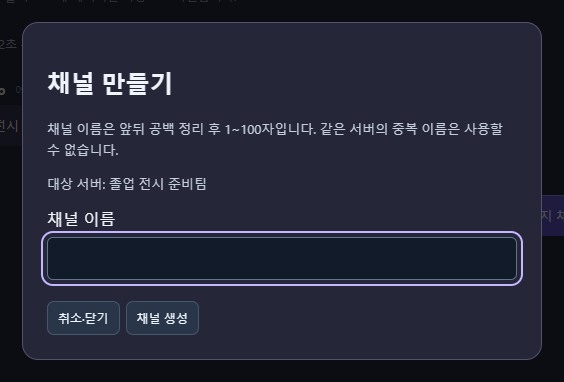 채널 만들기
채널 이름은 앞뒤 공백 정리 후 1~100자입니다. 같은 서버의 중복 이름은 사용할
수 없습니다.
대상 서버: 졸업 전시 준비팀
채널 이름
취소·닫기 채널 생성